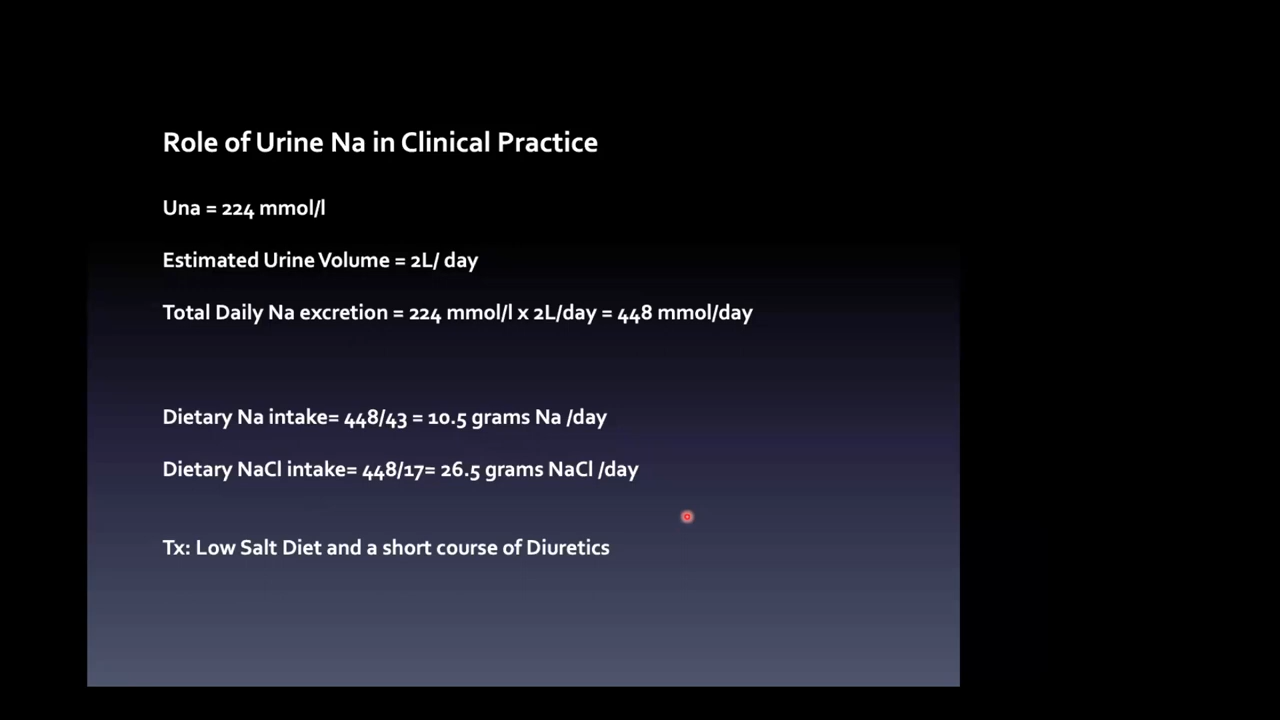 Role of Urine Na in Clinical Practice
Una = 224 mmol/l
Estimated Urine Volume = 2L/ day
Total Daily Na excretion = 224 mmol/l x 2L/day = 448 mmol/day
Dietary Na intake= 448/43 = 10.5 grams Na /day
Dietary NaCl intake= 448/17= 26.5 grams NaCl /day
Tx: Low Salt Diet and a short course of Diuretics